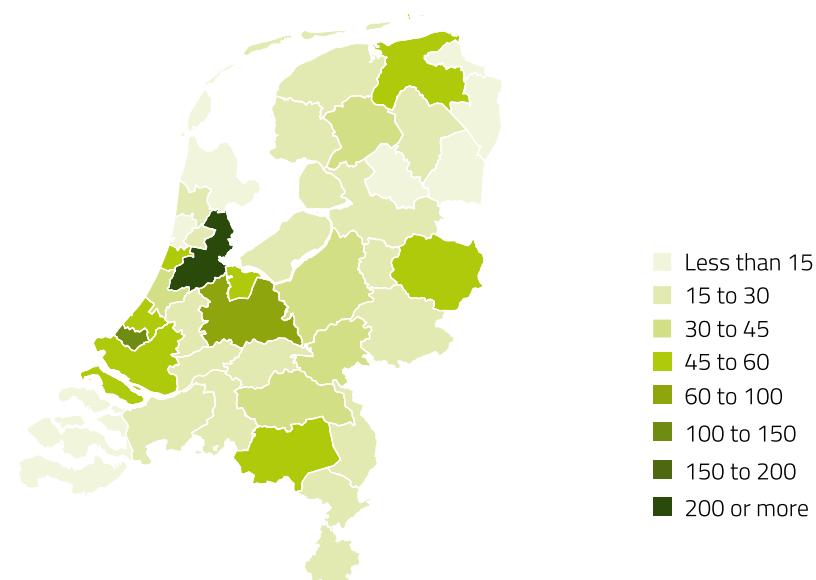 Less than 15
15 to 30
30 to 45
45 to 60
60 to 100
100 to 150
150 to 200
200 or more